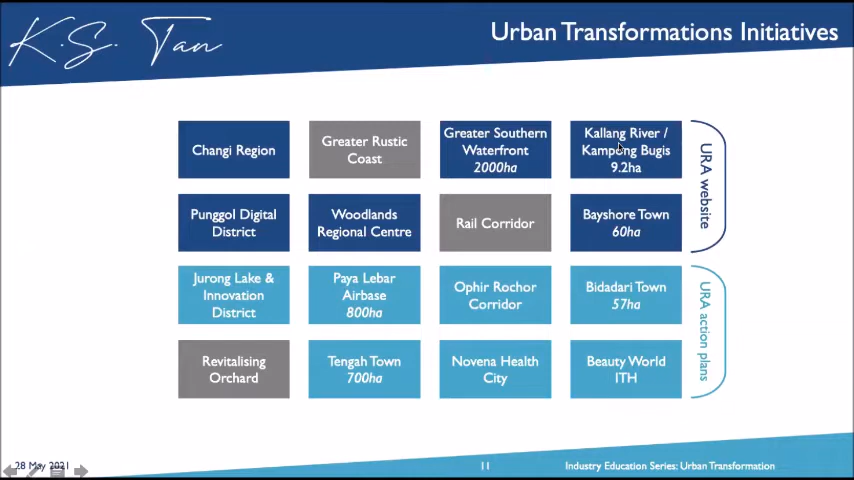 K.S. Tan
Urban Transformations Initiatives
Changi Region
Greater Rustic
Coast
Greater Southern
Waterfront
2000ha
Kallang River /
Kampong Bugis
9.2ha
URA website
Punggol Digital
District
Woodlands
Regional Centre
Rail Corridor
Bayshore Town
60ha
Jurong Lake &
Innovation
District
Paya Lebar
Airbase
800ha
Ophir Rochor
Corridor
Bidadari Town
57ha
URA action plans
Revitalising
Orchard
Tengah Town
700ha
Novena Health
City
Beauty World
ITH
28 May 2021
11
Industry Education Series: Urban Transformation